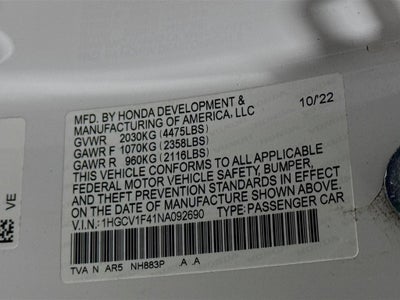 MFD. BY HONDA DEVELOPMENT &
MANUFACTURING OF AMERICA, LLC 10/22
GVWR 2030KG (4475LBS)
GAWR F 1070KG (2358LBS)
GAWR R 960KG (2116LBS)
THIS VEHICLE CONFORMS TO ALL APPLICABLE
FEDERAL MOTOR VEHICLE SAFETY, BUMPER,
AND THEFT PREVENTION STANDARDS IN EFFECT
ON THE DATE OF MANUFACTURE SHOWN ABOVE.
V.I.N.: 1HGCV1F41NA092690 TYPE: PASSENGER CAR
TVA N AR5 NH883P .A .A
VE